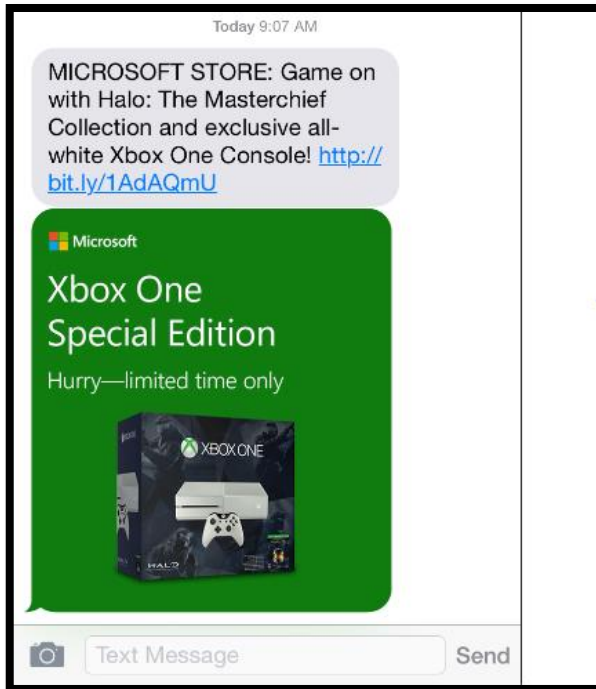 Today 9:07 AM
MICROSOFT STORE: Game on
with Halo: The Masterchief
Collection and exclusive all-
white Xbox One Console! http://
bit.ly/1AdAQmU
Microsoft
Xbox One
Special Edition
Hurry—limited time only
XBOX ONE
HALO
Text Message
Send